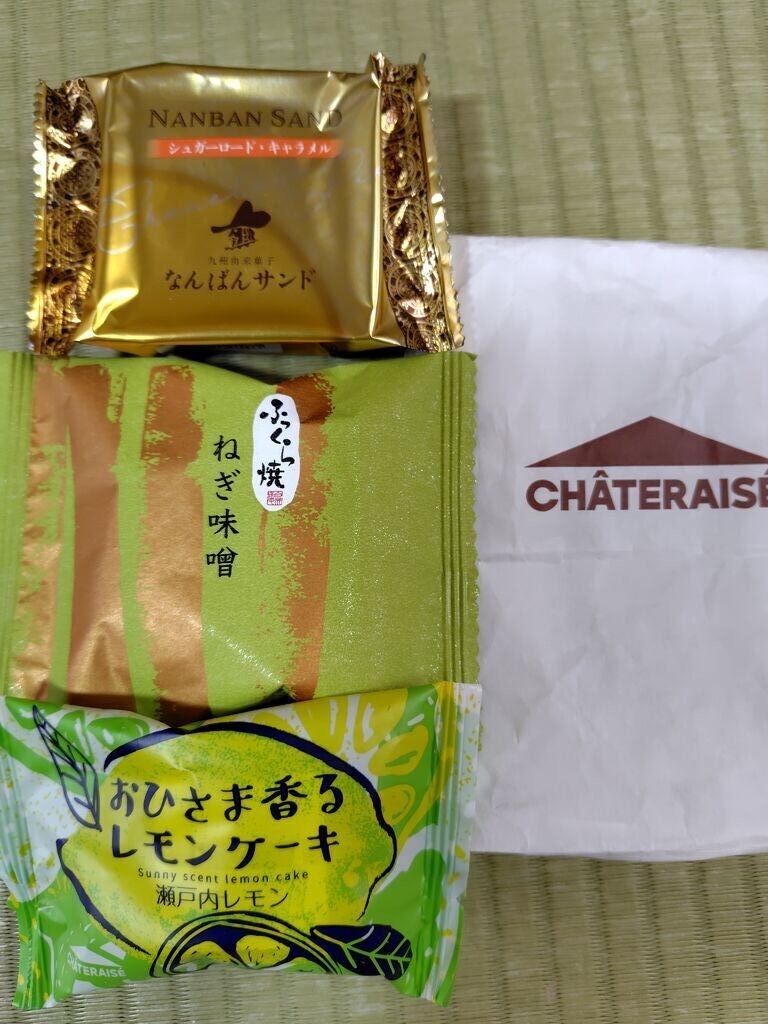 NANBAN SAND
シュガーロード・キャラメル
九州由来菓子
なんばんサンド
ふっくら焼
ねぎ味噌
CHÂTERAISÉ
おひさま香る
レモンケーキ
Sunny scent lemon cake
瀬戸内レモン
CHÂTERAISÉ